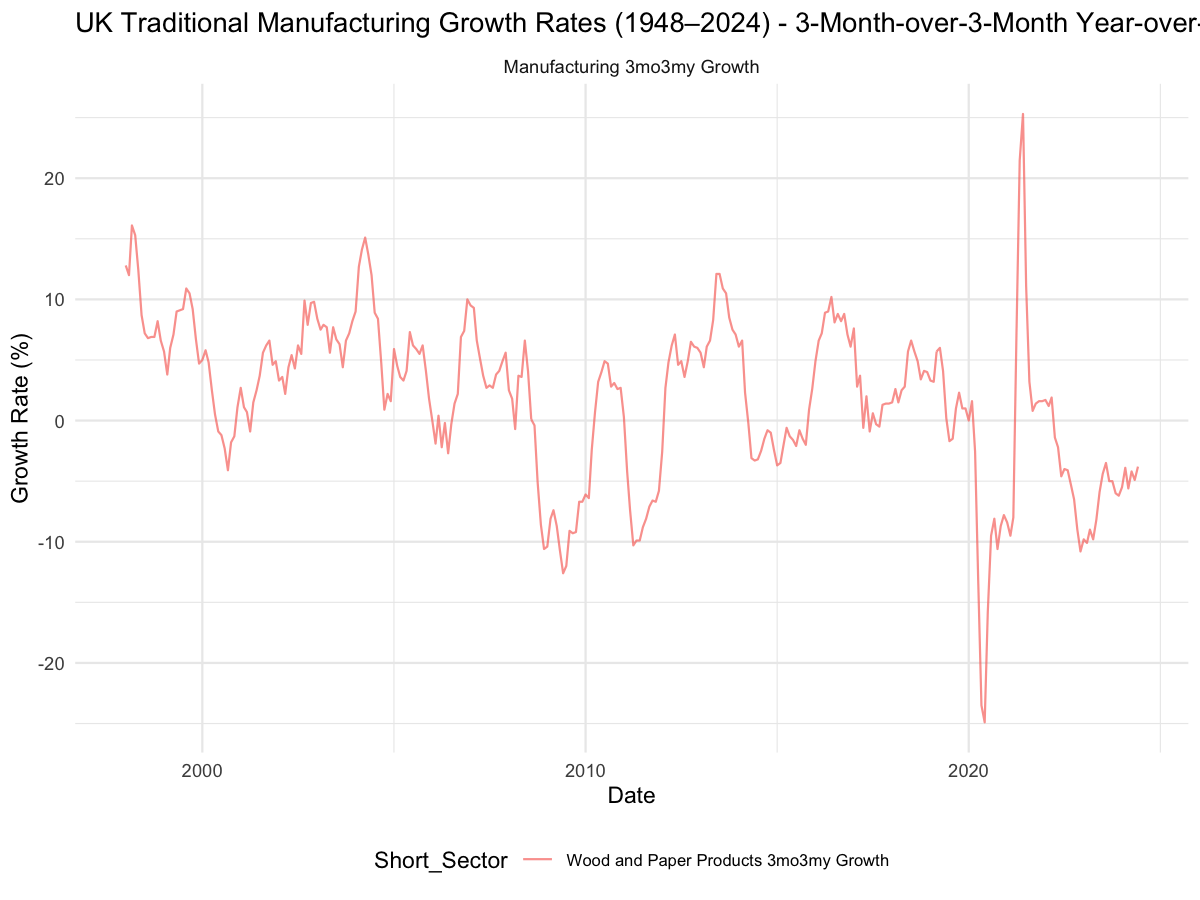 UK Traditional Manufacturing Growth Rates (1948–2024) - 3-Month-over-3-Month Year-over-
Manufacturing 3mo3my Growth
Growth Rate (%)
20
10
0
-10
-20
2000 2010 2020
Date
Short_Sector Wood and Paper Products 3mo3my Growth